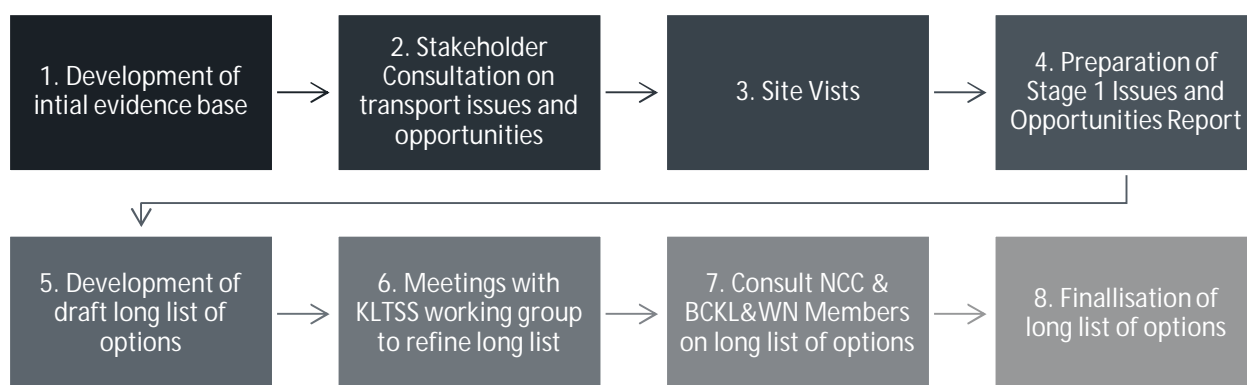 1. Development of
intial evidence base
2. Stakeholder
Consultation on
transport issues and
opportunities
3. Site Vists
4. Preparation of
Stage 1 Issues and
Opportunities Report
5. Development of
draft long list of
options
6. Meetings with
KLTSS working group
to refine long list
7. Consult NCC &
BCKL&WN Members
on long list of options
8. Finallisation of
long list of options